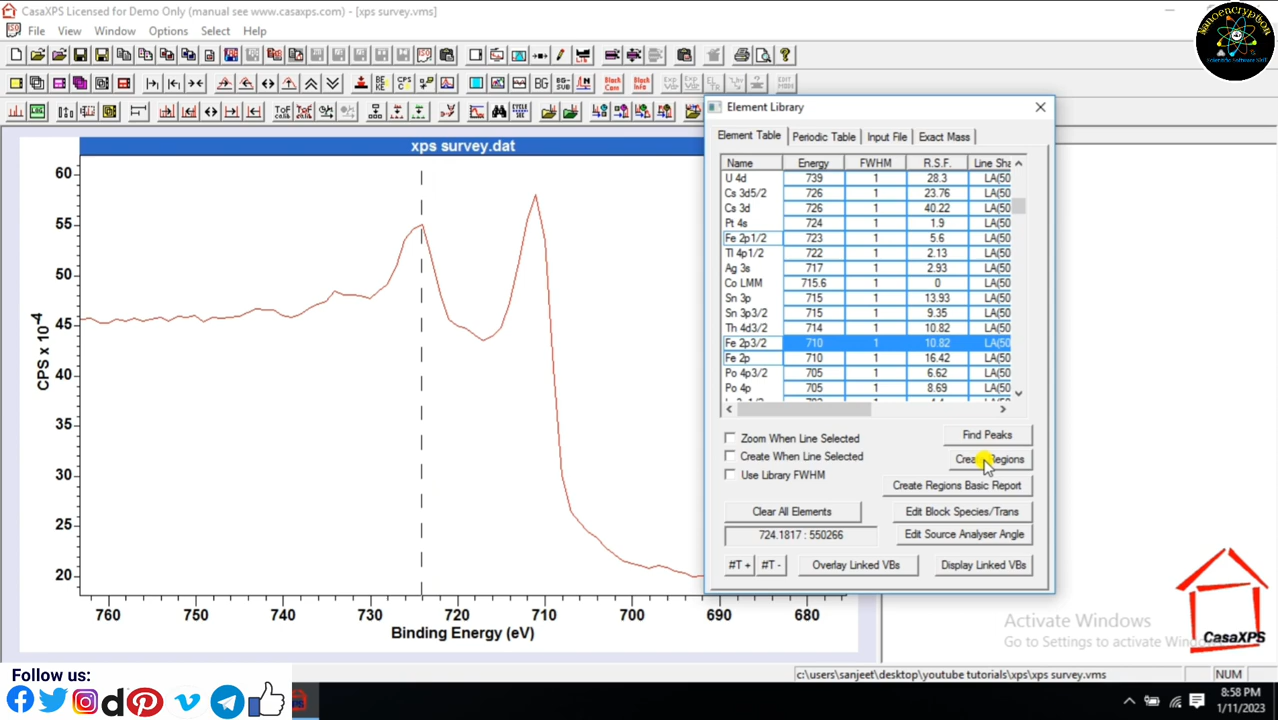 CasaXPS Licensed for Demo Only (manual see www.casaxps.com) - [xps survey.vms]
File View Window Options Select Help
Nanoencryption
Scientific Software SNIT
xps survey.dat
60
55
50
45
40
35
30
25
20
CPS x 10⁻⁴
760 750 740 730 720 710 700 690 680
Binding Energy (eV)
Element Library
Element Table Periodic Table Input File Exact Mass
Name Energy FWHM R.S.F. Line Sha
U 4d 739 1 28.3 LA(50
Cs 3d5/2 726 1 23.76 LA(50
Cs 3d 726 1 40.22 LA(50
Pt 4s 724 1 1.9 LA(50
Fe 2p1/2 723 1 5.6 LA(50
Tl 4p1/2 722 1 2.13 LA(50
Ag 3s 717 1 2.93 LA(50
Co LMM 715.6 1 0 LA(50
Sn 3p 715 1 13.93 LA(50
Sn 3p3/2 715 1 9.35 LA(50
Th 4d3/2 714 1 10.82 LA(50
Fe 2p3/2 710 1 10.82 LA(50
Fe 2p 710 1 16.42 LA(50
Po 4p3/2 705 1 6.62 LA(50
Po 4p 705 1 8.69 LA(50
Zoom When Line Selected
Find Peaks
Create When Line Selected
Create Regions
Use Library FWHM
Create Regions Basic Report
Clear All Elements
Edit Block Species/Trans
724.1817 : 550266
Edit Source Analyser Angle
#T + #T - Overlay Linked VBs Display Linked VBs
Activate Windows
Go to Settings to activate Windows.
CasaXPS
Follow us:
c:\users\sanjeet\desktop\youtube tutorials\xps\xps survey.vms NUM
8:58 PM
1/11/2023